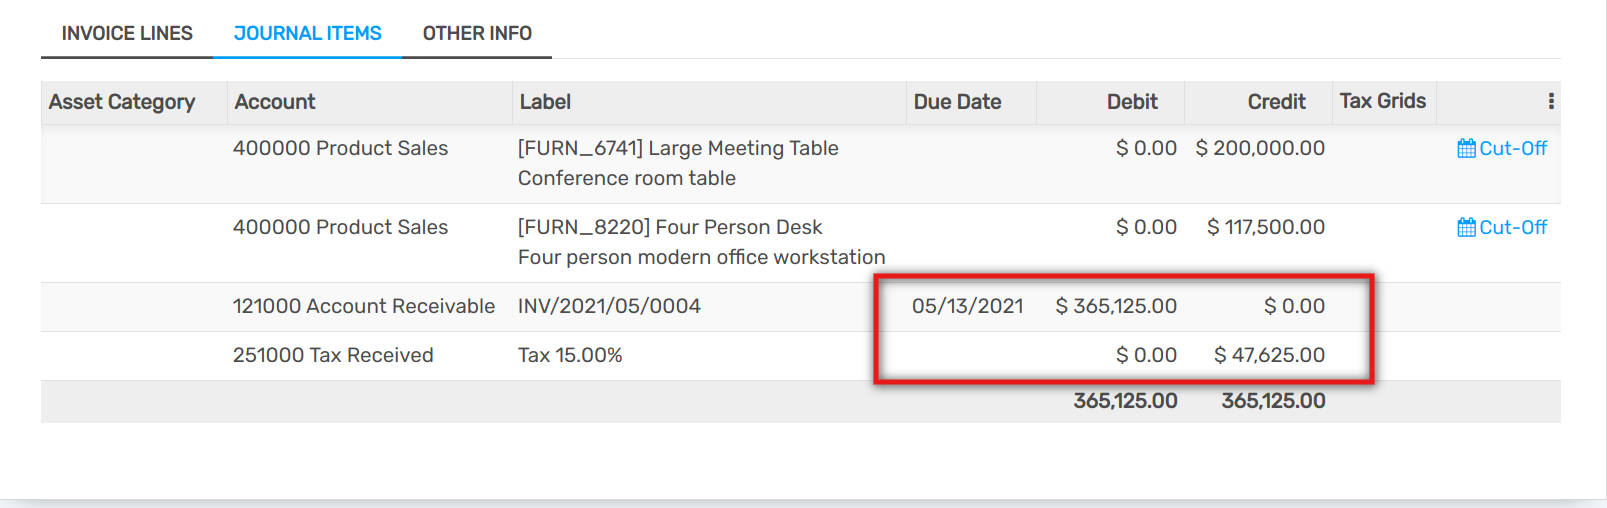 INVOICE LINES JOURNAL ITEMS OTHER INFO
Asset Category Account Label Due Date Debit Credit Tax Grids
400000 Product Sales [FURN_6741] Large Meeting Table $ 0.00 $ 200,000.00 Cut-Off
Conference room table
400000 Product Sales [FURN_8220] Four Person Desk $ 0.00 $ 117,500.00 Cut-Off
Four person modern office workstation
121000 Account Receivable INV/2021/05/0004 05/13/2021 $ 365,125.00 $ 0.00
251000 Tax Received Tax 15.00% $ 0.00 $ 47,625.00
365,125.00 365,125.00